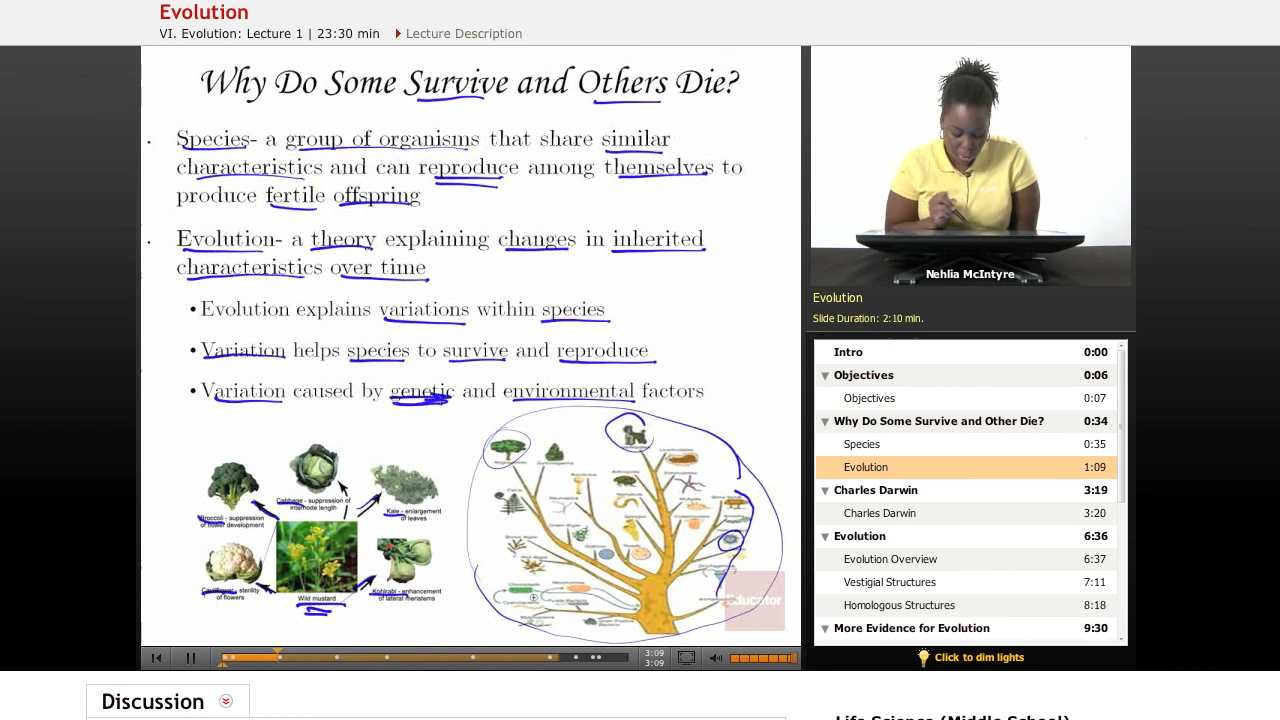 Evolution
VI. Evolution: Lecture 1 | 23:30 min
Lecture Description
Why Do Some Survive and Others Die?
Species- a group of organisms that share similar
characteristics and can reproduce among themselves to
produce fertile offspring
Evolution- a theory explaining changes in inherited
characteristics over time
• Evolution explains variations within species
• Variation helps species to survive and reproduce
• Variation caused by genetic and environmental factors
Cabbage - suppression of
internode length
Broccoli - suppression
of flower development
Kale - enlargement
of leaves
Cauliflower - sterility
of flowers
Wild mustard
Kohlrabi - enhancement
of lateral meristems
Educator
3:09
3:09
Nehlia McIntyre
Evolution
Slide Duration: 2:10 min.
Intro 0:00
Objectives 0:06
Objectives 0:07
Why Do Some Survive and Other Die? 0:34
Species 0:35
Evolution 1:09
Charles Darwin 3:19
Charles Darwin 3:20
Evolution 6:36
Evolution Overview 6:37
Vestigial Structures 7:11
Homologous Structures 8:18
More Evidence for Evolution 9:30
Click to dim lights
Discussion
Life Science (Middle School)